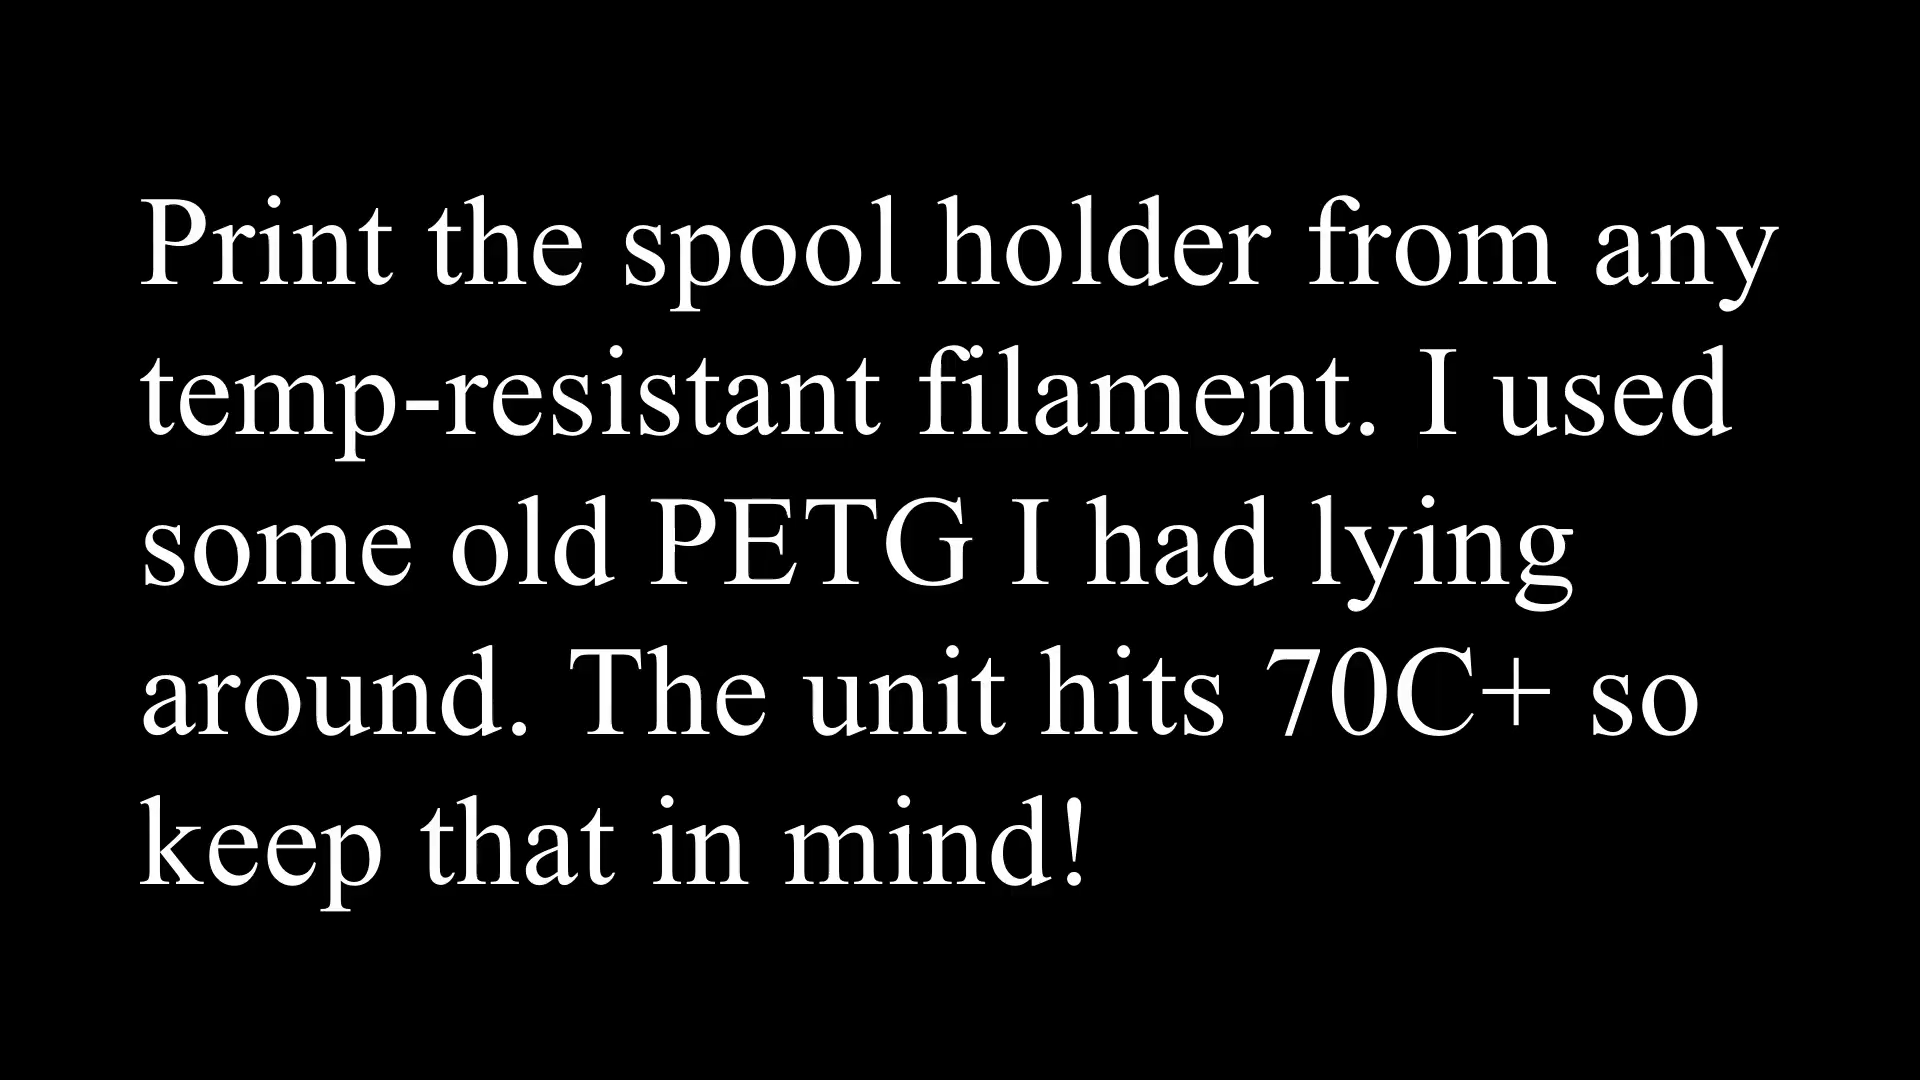 Print the spool holder from any
temp-resistant filament. I used
some old PETG I had lying
around. The unit hits 70C+ so
keep that in mind!